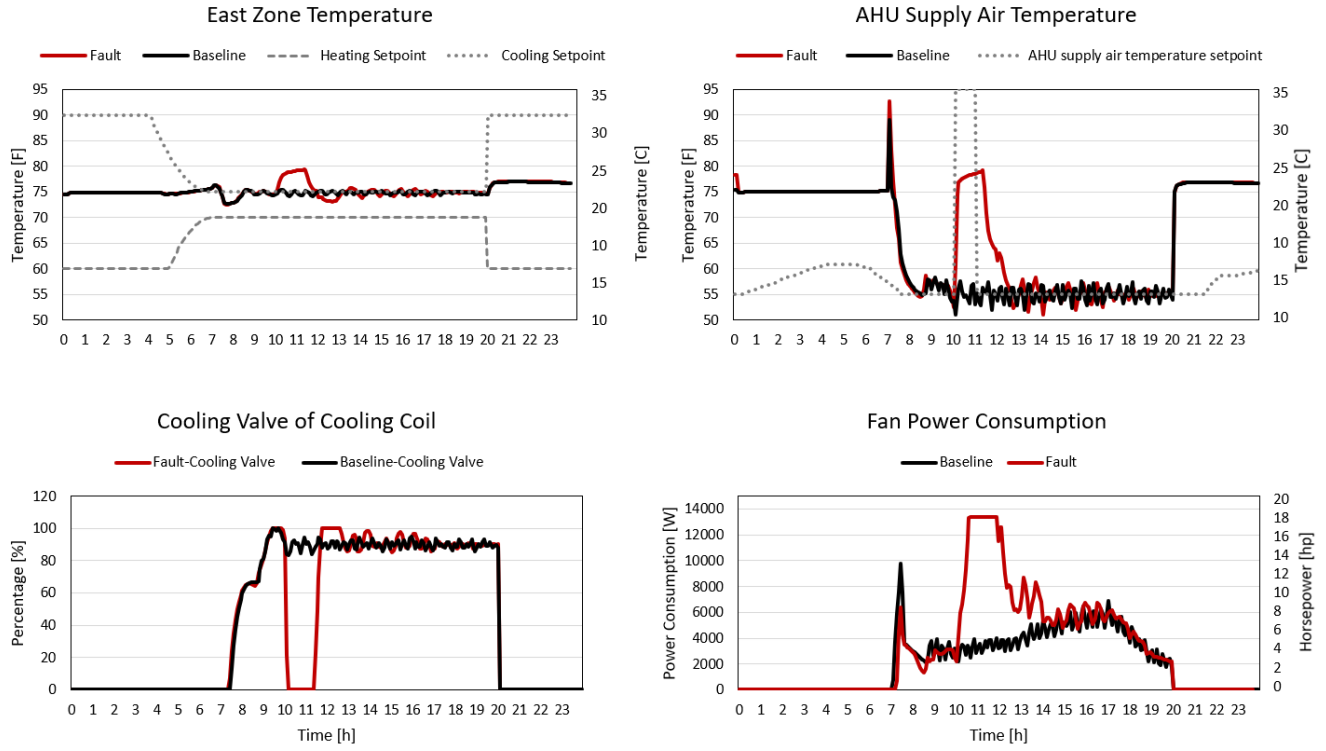 East Zone Temperature
Fault Baseline Heating Setpoint Cooling Setpoint
Temperature [F]
95
90
85
80
75
70
65
60
55
50
35
30
25
20
10
15
10
Temperature [C]
0 1 2 3 4 5 6 7 8 9 10 11 12 13 14 15 16 17 18 19 20 21 22 23
AHU Supply Air Temperature
Fault Baseline AHU supply air temperature setpoint
Temperature [F]
95
90
85
80
75
70
65
60
55
50
35
30
25
20
10
15
10
Temperature [C]
0 1 2 3 4 5 6 7 8 9 10 11 12 13 14 15 16 17 18 19 20 21 22 23
Cooling Valve of Cooling Coil
Fault-Cooling Valve Baseline-Cooling Valve
Percentage [%]
120
100
80
60
40
20
0
0 1 2 3 4 5 6 7 8 9 10 11 12 13 14 15 16 17 18 19 20 21 22 23
Time [h]
Fan Power Consumption
Baseline Fault
Power Consumption [W]
14000
12000
10000
8000
6000
4000
2000
0
20
18
16
14
12
10
8
6
4
2
0
Horsepower [hp]
0 1 2 3 4 5 6 7 8 9 10 11 12 13 14 15 16 17 18 19 20 21 22 23
Time [h]